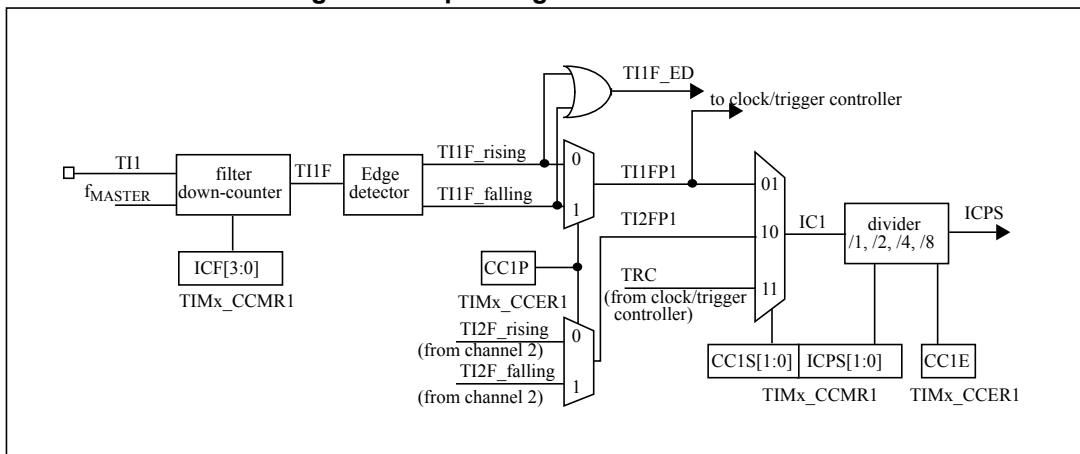 TI1F_ED
to clock/trigger controller
TI1
fMASTER
filter
down-counter
TI1F
Edge
detector
TI1F_rising
TI1F_falling
0
1
TI1FP1
TI2FP1
01
10
11
IC1
divider
/1, /2, /4, /8
ICPS
ICF[3:0]
TIMx_CCMR1
CC1P
TIMx_CCER1
TRC
(from clock/trigger
controller)
TI2F_rising
(from channel 2)
TI2F_falling
(from channel 2)
0
1
CC1S[1:0]
ICPS[1:0]
TIMx_CCMR1
CC1E
TIMx_CCER1